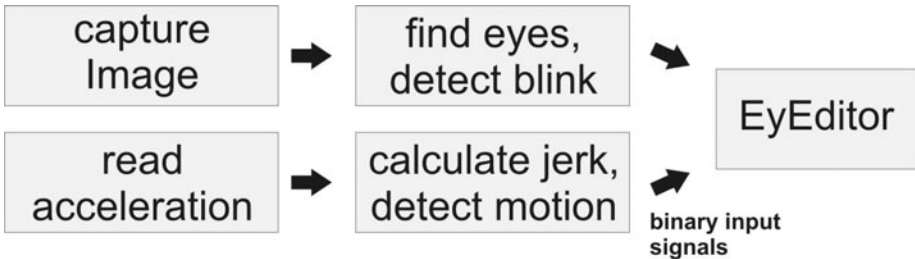 capture
Image
find eyes,
detect blink
EyEditor
read
acceleration
calculate jerk,
detect motion
binary input
signals